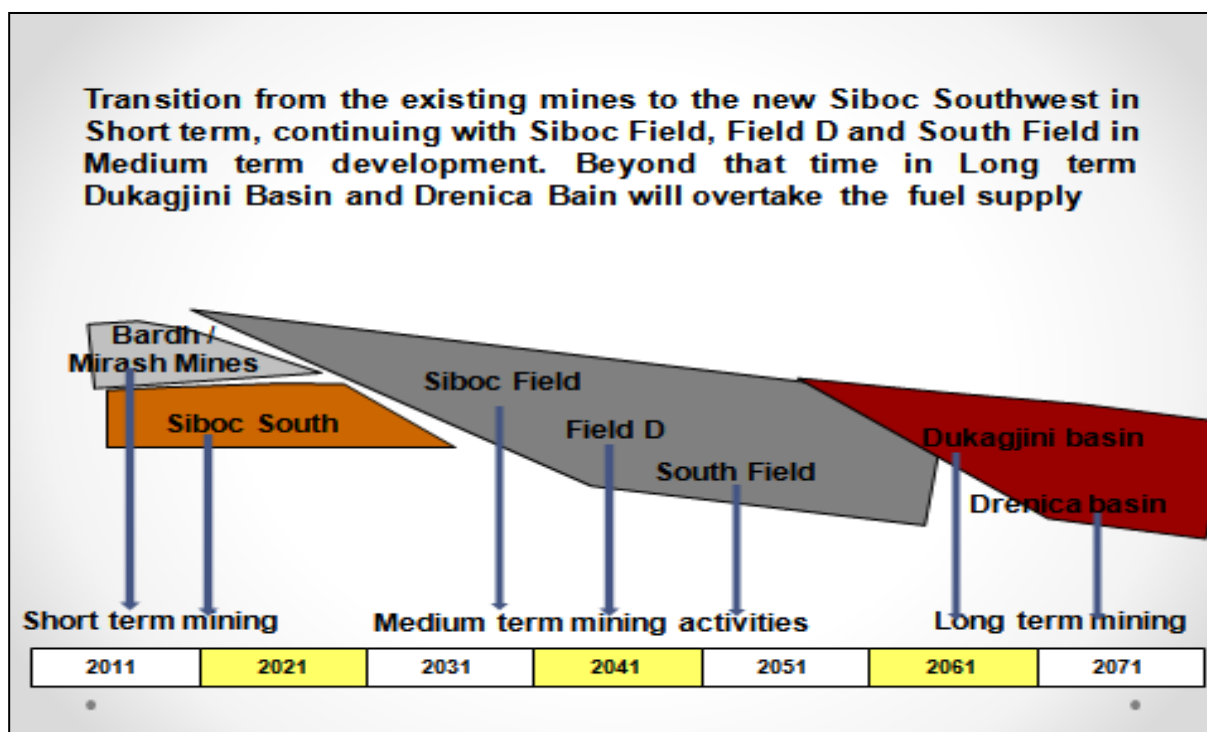 Transition from the existing mines to the new Siboc Southwest in
Short term, continuing with Siboc Field, Field D and South Field in
Medium term development. Beyond that time in Long term
Dukagjini Basin and Drenica Bain will overtake the fuel supply
Bardh /
Mirash Mines
Siboc South
Siboc Field
Field D
South Field
Dukagjini basin
Drenica basin
Short term mining
Medium term mining activities
Long term mining
2011 2021 2031 2041 2051 2061 2071